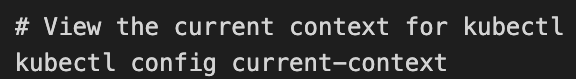 # View the current context for kubectl
kubectl config current-context